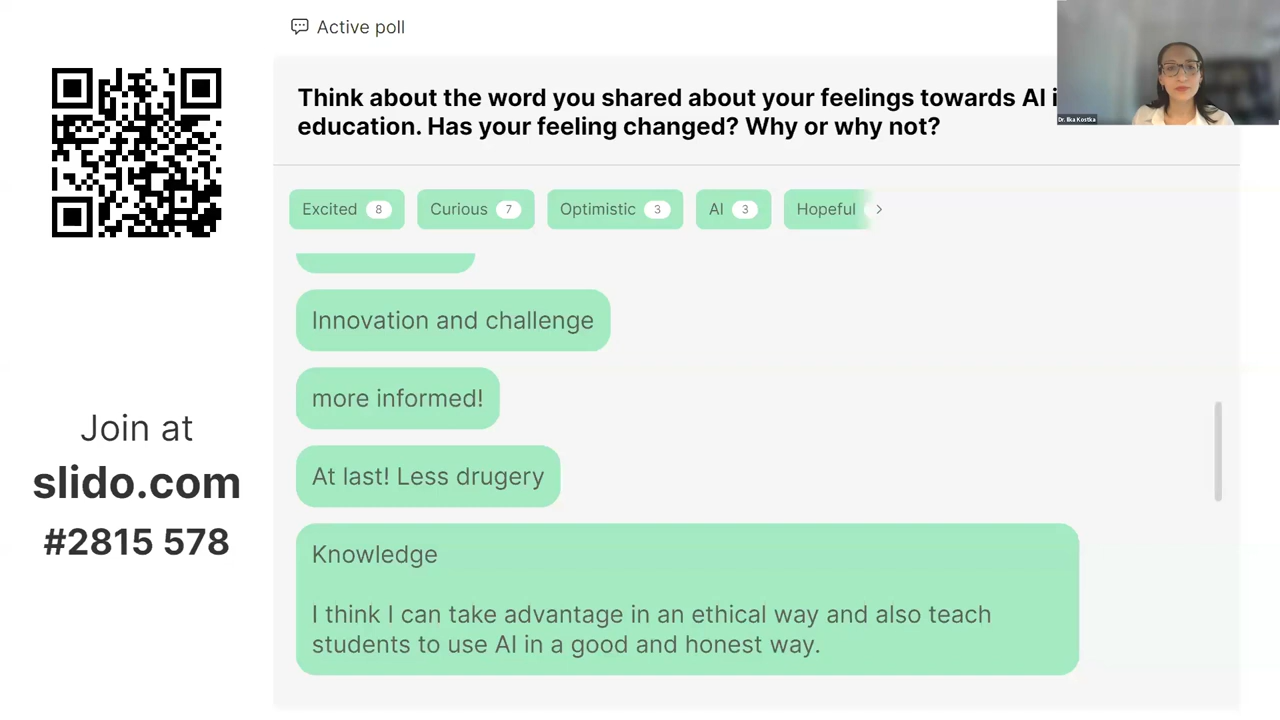 Active poll
Think about the word you shared about your feelings towards AI i
education. Has your feeling changed? Why or why not?
Dr. Ilka Kostka
Excited 8
Curious 7
Optimistic 3
AI 3
Hopeful
Innovation and challenge
more informed!
At last! Less drugery
Knowledge
I think I can take advantage in an ethical way and also teach
students to use AI in a good and honest way.
Join at
slido.com
#2815 578